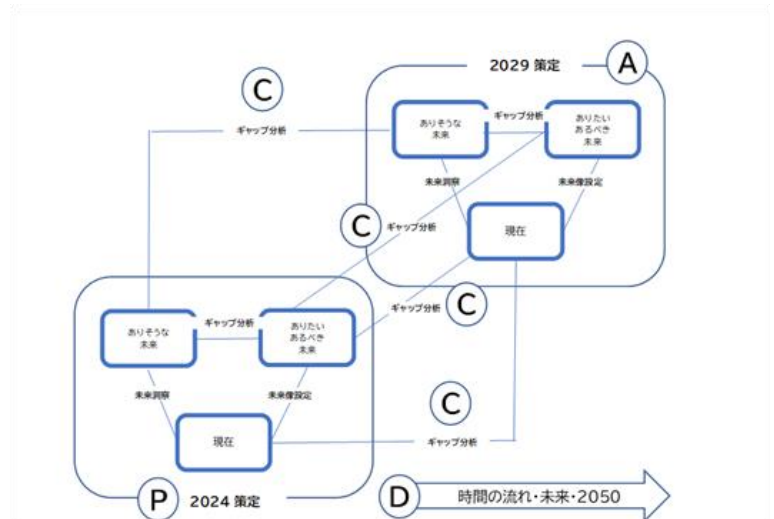 2029 策定
A
C
ギャップ分析
ありそうな
未来
ギャップ分析
ありたい
あるべき
未来
未来洞察
未来像設定
現在
C
ギャップ分析
ギャップ分析
C
ありそうな
未来
ギャップ分析
ありたい
あるべき
未来
未来洞察
未来像設定
現在
C
ギャップ分析
P
2024 策定
D
時間の流れ・未来・2050